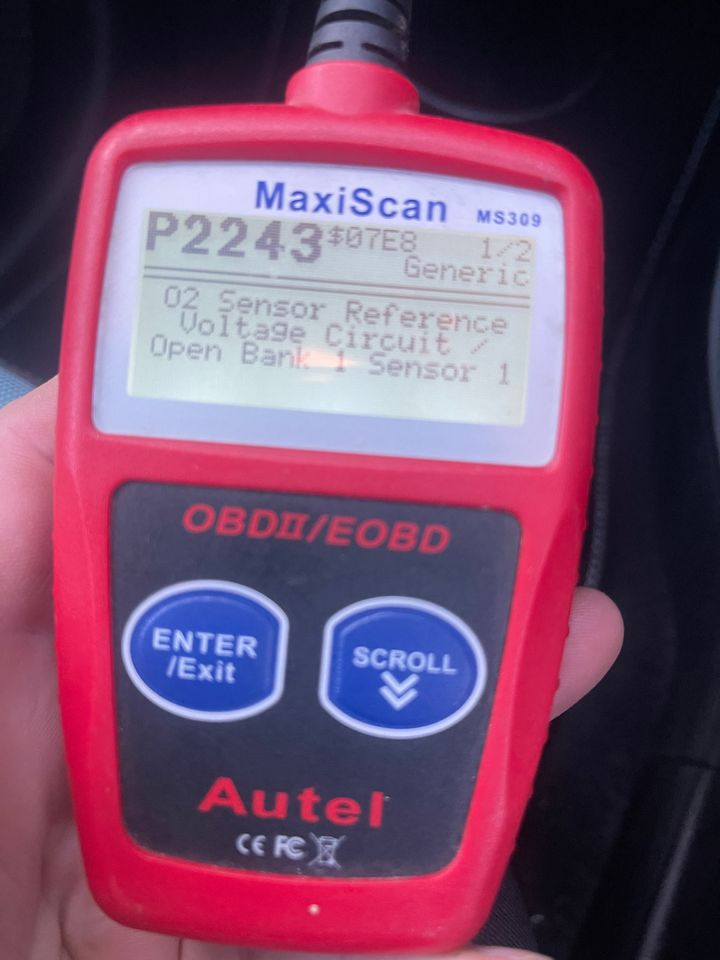 MaxiScan MS309
P2243 $07E8 1/2
Generic
O2 Sensor Reference
Voltage Circuit /
Open Bank 1 Sensor 1
OBDII/EOBD
ENTER
/Exit
SCROLL
Autel
CE FC